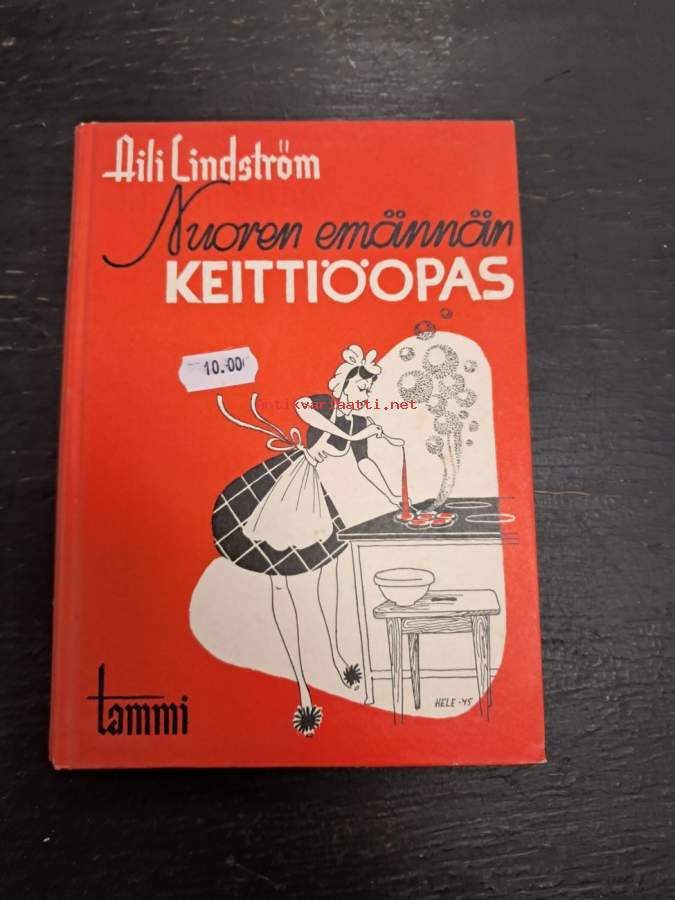 Aili Lindström
Nuoren emännän
KEITTIÖOPAS
10.00
antikvariaatti.net
HELE -45
tammi